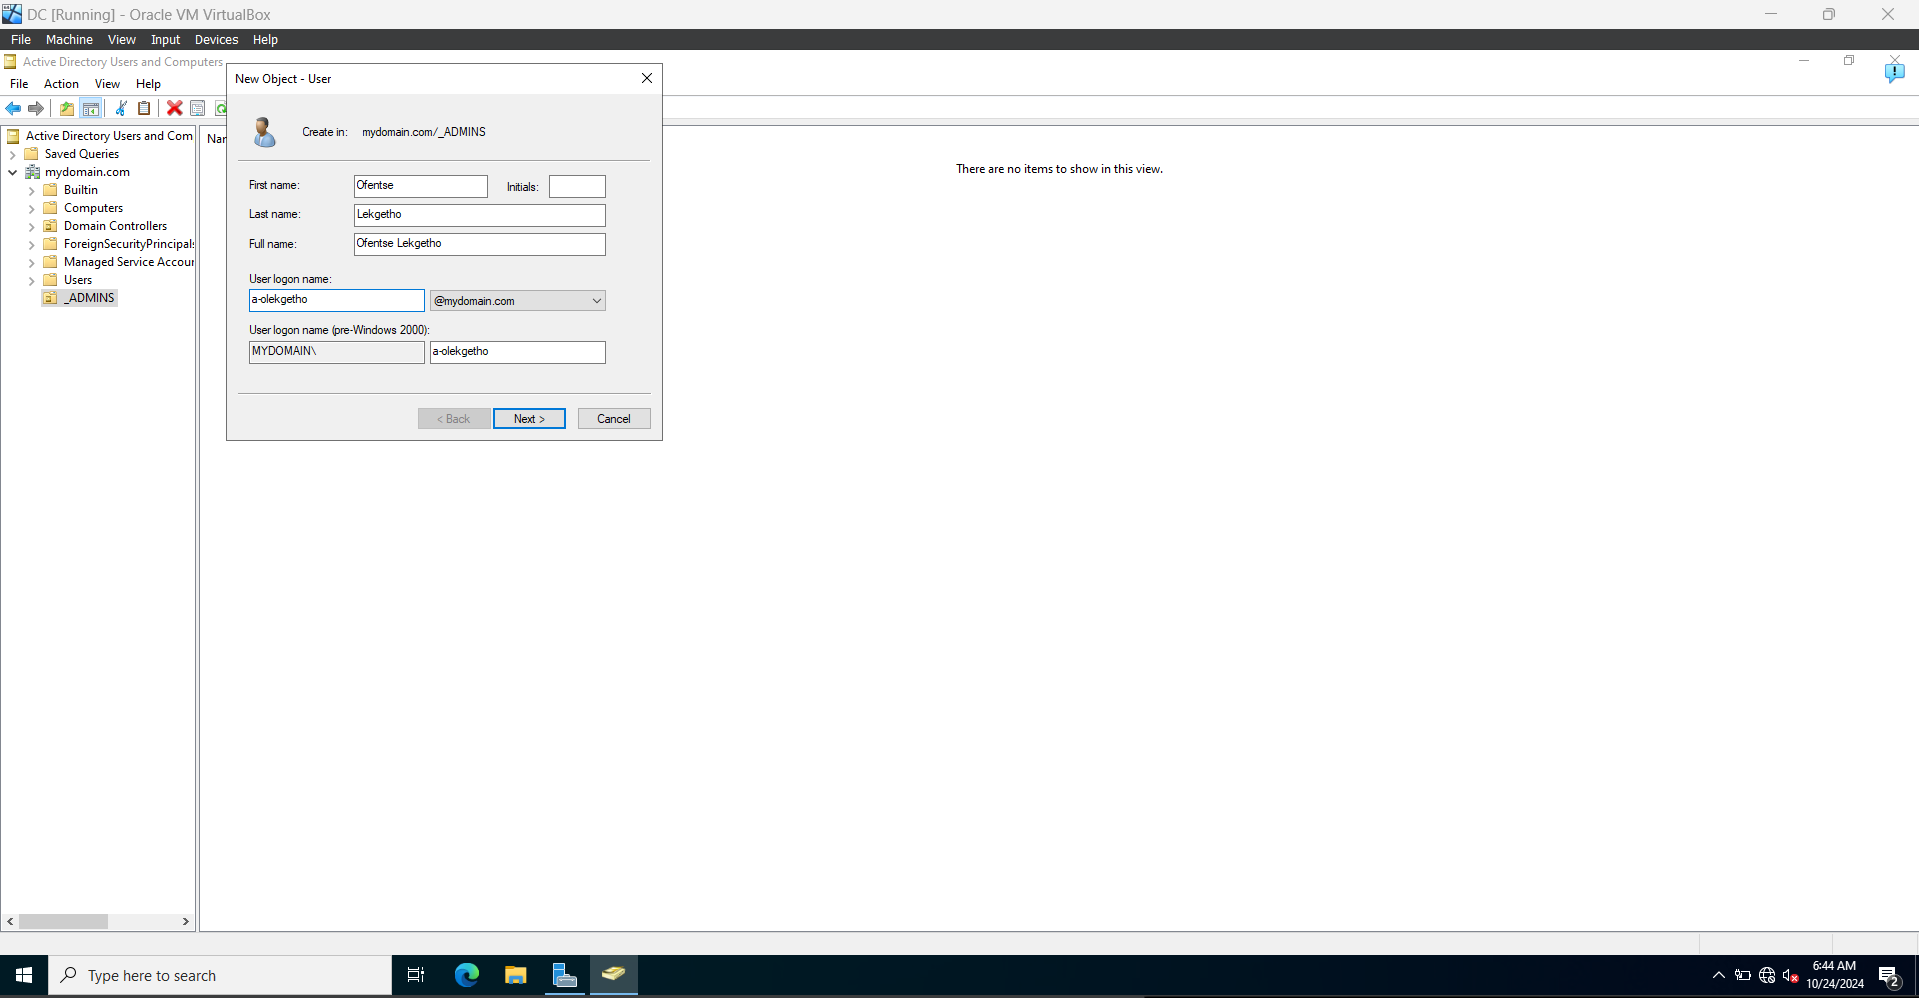 DC [Running] - Oracle VM VirtualBox
File Machine View Input Devices Help
Active Directory Users and Computers
File Action View Help
New Object - User
Create in: mydomain.com/_ADMINS
First name: Ofentse Initials:
Last name: Lekgetho
Full name: Ofentse Lekgetho
User logon name:
a-olekgetho @mydomain.com
User logon name (pre-Windows 2000):
MYDOMAIN\ a-olekgetho
< Back Next > Cancel
Active Directory Users and Com
Saved Queries
mydomain.com
Builtin
Computers
Domain Controllers
ForeignSecurityPrincipals
Managed Service Accour
Users
_ADMINS
Nar
There are no items to show in this view.
Type here to search
6:44 AM
10/24/2024
2